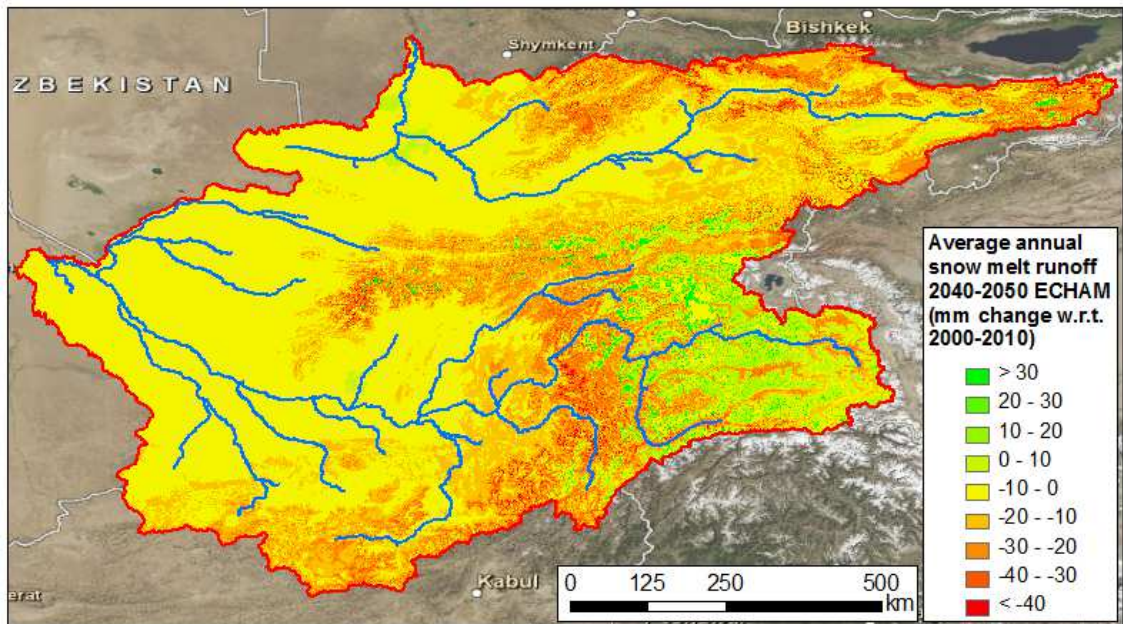 Bishkek
Shymkent
ZBEKISTAN
Average annual
snow melt runoff
2040-2050 ECHAM
(mm change w.r.t.
2000-2010)
> 30
20 - 30
10 - 20
0 - 10
-10 - 0
-20 - -10
-30 - -20
-40 - -30
< -40
Kabul
erat
0 125 250 500
km